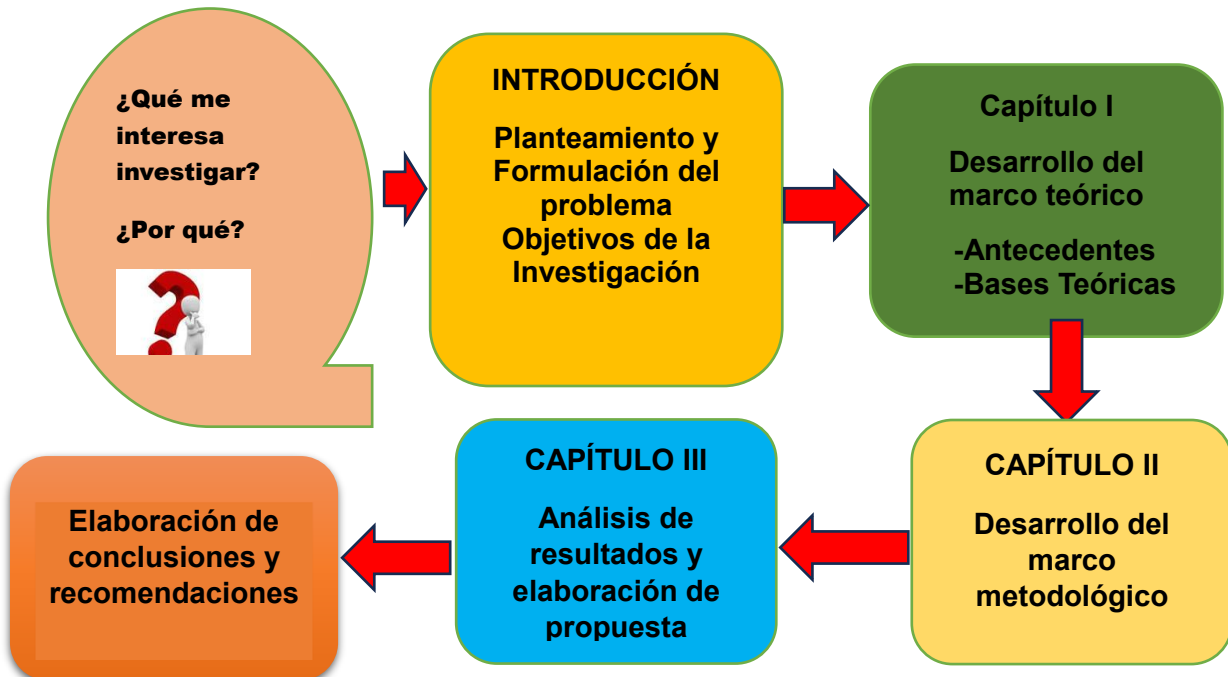 ¿Qué me
interesa
investigar?
¿Por qué?
INTRODUCCIÓN
Planteamiento y
Formulación del
problema
Objetivos de la
Investigación
Capítulo I
Desarrollo del
marco teórico
-Antecedentes
-Bases Teóricas
CAPÍTULO II
Desarrollo del
marco
metodológico
CAPÍTULO III
Análisis de
resultados y
elaboración de
propuesta
Elaboración de
conclusiones y
recomendaciones